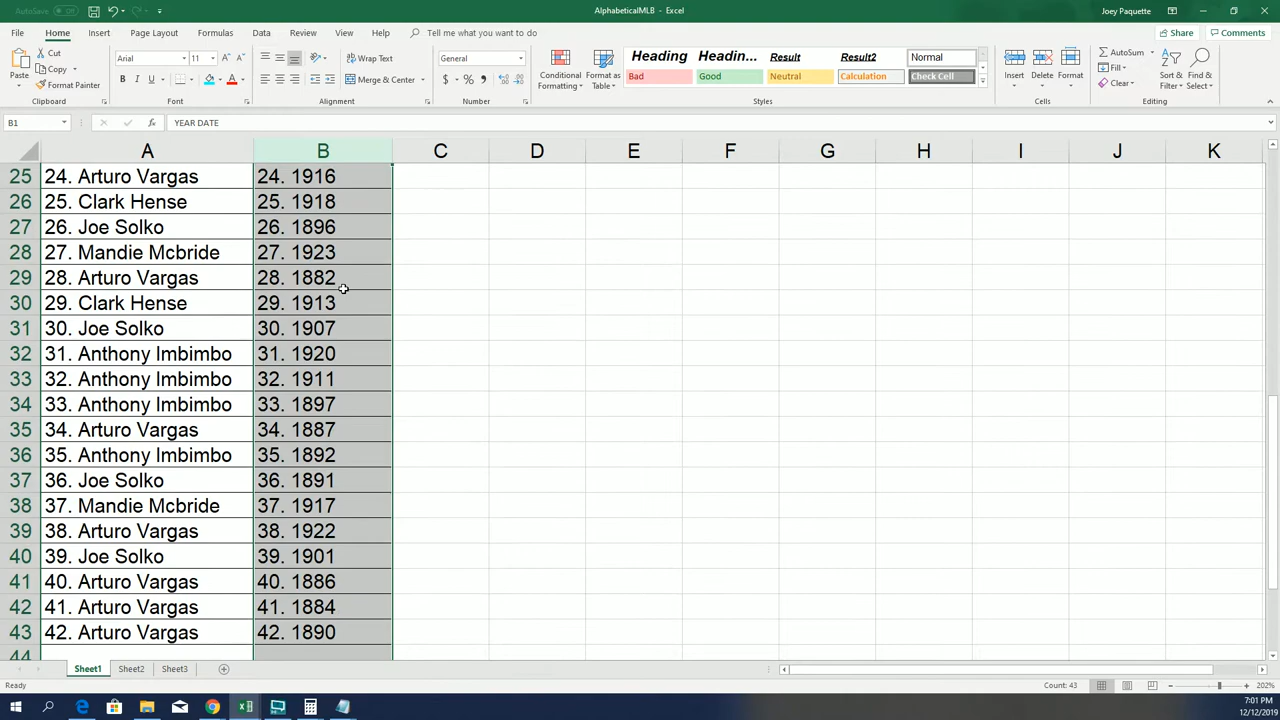 AutoSave Off
AlphabeticalMLB - Excel
Joey Paquette
File Home Insert Page Layout Formulas Data Review View Help Tell me what you want to do
Share Comments
Paste
Cut
Copy
Format Painter
Clipboard
Arial 11
B I U
Font
Wrap Text
Merge & Center
Alignment
General
$ %
Number
Conditional Formatting
Format as Table
Heading Headin... Result Result2 Normal
Bad Good Neutral Calculation Check Cell
Styles
Insert Delete Format
Cells
AutoSum
Fill
Clear
Sort & Filter
Find & Select
Editing
B1 fx YEAR DATE
A B C D E F G H I J K
25 24. Arturo Vargas 24. 1916
26 25. Clark Hense 25. 1918
27 26. Joe Solko 26. 1896
28 27. Mandie Mcbride 27. 1923
29 28. Arturo Vargas 28. 1882
30 29. Clark Hense 29. 1913
31 30. Joe Solko 30. 1907
32 31. Anthony Imbimbo 31. 1920
33 32. Anthony Imbimbo 32. 1911
34 33. Anthony Imbimbo 33. 1897
35 34. Arturo Vargas 34. 1887
36 35. Anthony Imbimbo 35. 1892
37 36. Joe Solko 36. 1891
38 37. Mandie Mcbride 37. 1917
39 38. Arturo Vargas 38. 1922
40 39. Joe Solko 39. 1901
41 40. Arturo Vargas 40. 1886
42 41. Arturo Vargas 41. 1884
43 42. Arturo Vargas 42. 1890
44
Sheet1 Sheet2 Sheet3
Ready
Count: 43
202%
7:01 PM
12/12/2019